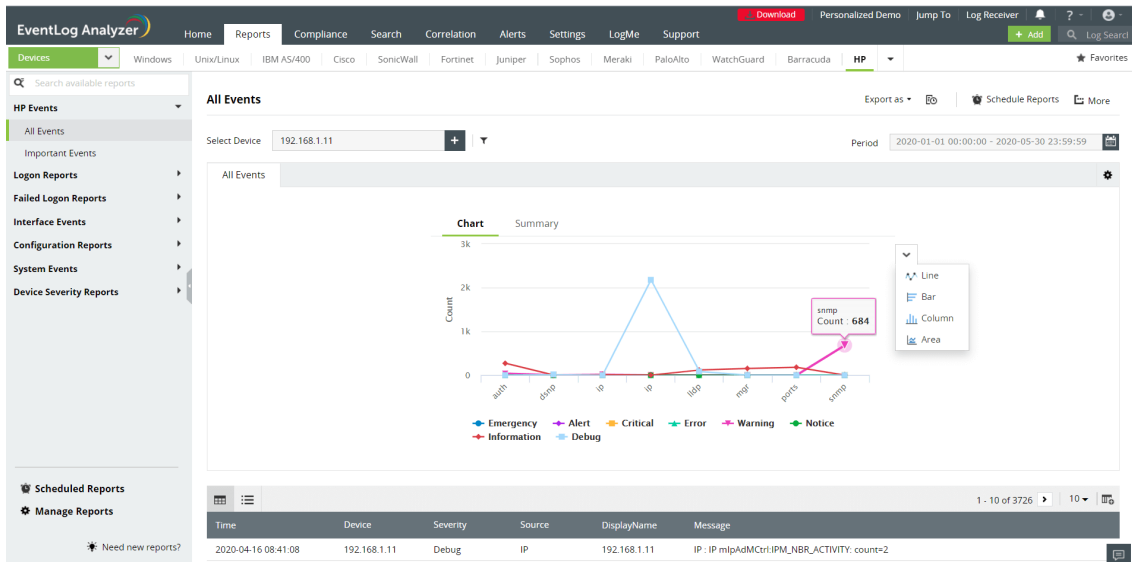 Download Personalized Demo Jump To Log Receiver ?
EventLog Analyzer
Home Reports Compliance Search Correlation Alerts Settings LogMe Support
+ Add Log Searcl
Devices Windows Unix/Linux IBM AS/400 Cisco SonicWall Fortinet Juniper Sophos Meraki PaloAlto WatchGuard Barracuda HP Favorites
Search available reports
HP Events
All Events
Important Events
Logon Reports
Failed Logon Reports
Interface Events
Configuration Reports
System Events
Device Severity Reports
Scheduled Reports
Manage Reports
Need new reports?
All Events
Export as Schedule Reports More
Select Device 192.168.1.11 +
Period 2020-01-01 00:00:00 - 2020-05-30 23:59:59
All Events
Chart Summary
3k
2k
1k
0
Count
snmp
Count : 684
Line
Bar
Column
Area
auth dsnp ip ip lldp mgr ports snmp
Emergency Alert Critical Error Warning Notice
Information Debug
1 - 10 of 3726 10
Time Device Severity Source DisplayName Message
2020-04-16 08:41:08 192.168.1.11 Debug IP 192.168.1.11 IP : IP mIpAdMCtrl:IPM_NBR_ACTIVITY: count=2